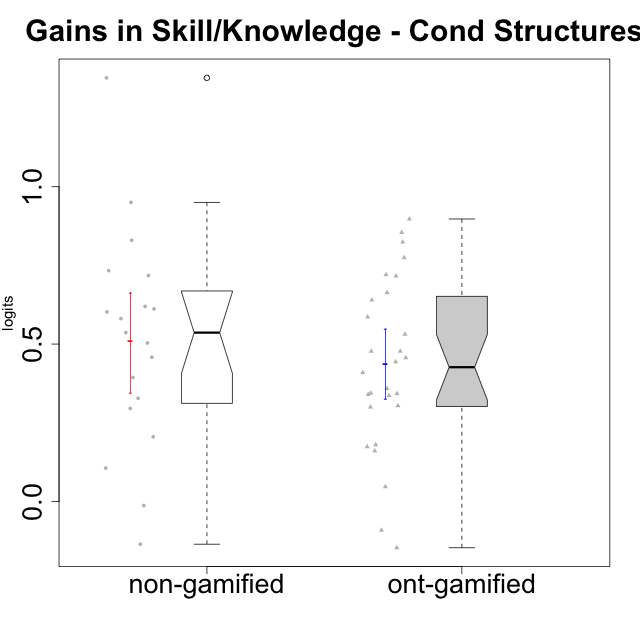 Gains in Skill/Knowledge - Cond Structures
logits
1.0
0.5
0.0
non-gamified
ont-gamified